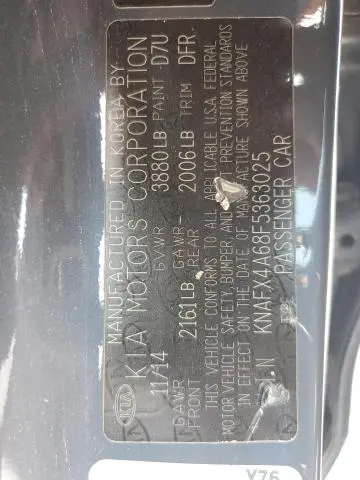 MANUFACTURED IN KOREA BY
KIA KIA MOTORS CORPORATION
11/14 GVWR 3880LB PAINT D7U
GAWR FRONT 2161LB GAWR- REAR 2006LB TRIM DFR
THIS VEHICLE CONFORMS TO ALL APPLICABLE U.S.A. FEDERAL
MOTOR VEHICLE SAFETY, BUMPER, AND THEFT PREVENTION STANDARDS
IN EFFECT ON THE DATE OF MANUFACTURE SHOWN ABOVE
KNAFX4A68F5363025
PASSENGER CAR
Y76